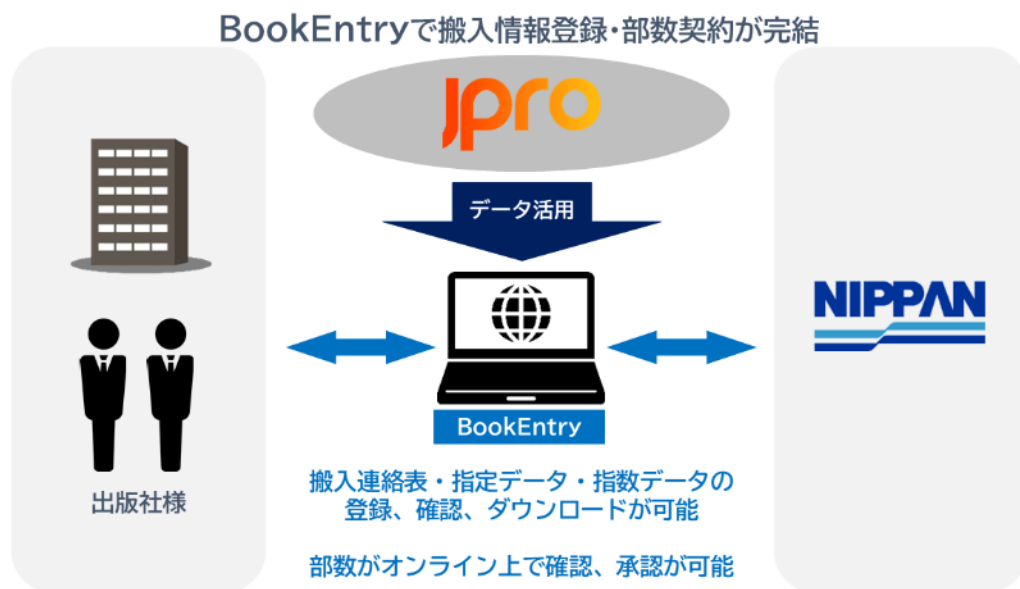 BookEntryで搬入情報登録・部数契約が完結
jpro
データ活用
NIPPAN
BookEntry
出版社様
搬入連絡表・指定データ・指数データの
登録、確認、ダウンロードが可能
部数がオンライン上で確認、承認が可能